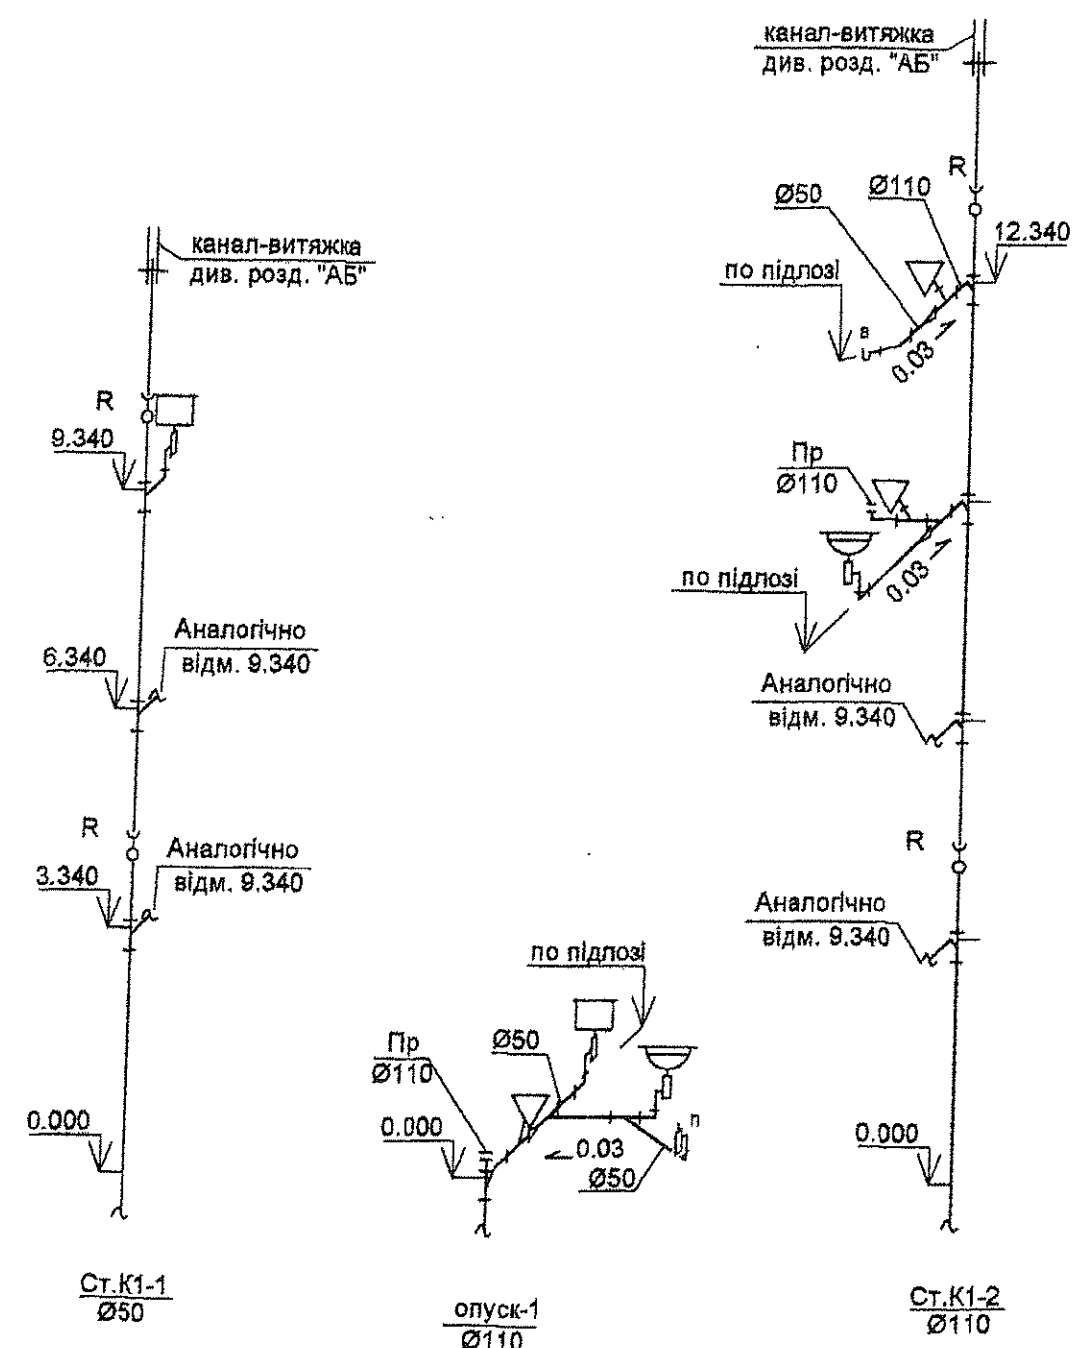 канал-витяжка
див. розд. "АБ"
R
9.340
Аналогічно
6.340
відм. 9.340
R
Аналогічно
3.340
відм. 9.340
0.000
Ст.К1-1
Ø50
по підлозі
Пр
Ø110
Ø50
0.000
0.03
п
Ø50
опуск-1
Ø110
канал-витяжка
див. розд. "АБ"
R
Ø50
Ø110
12.340
по підлозі
в
0.03
Пр
Ø110
по підлозі
0.03
Аналогічно
відм. 9.340
R
Аналогічно
відм. 9.340
0.000
Ст.К1-2
Ø110